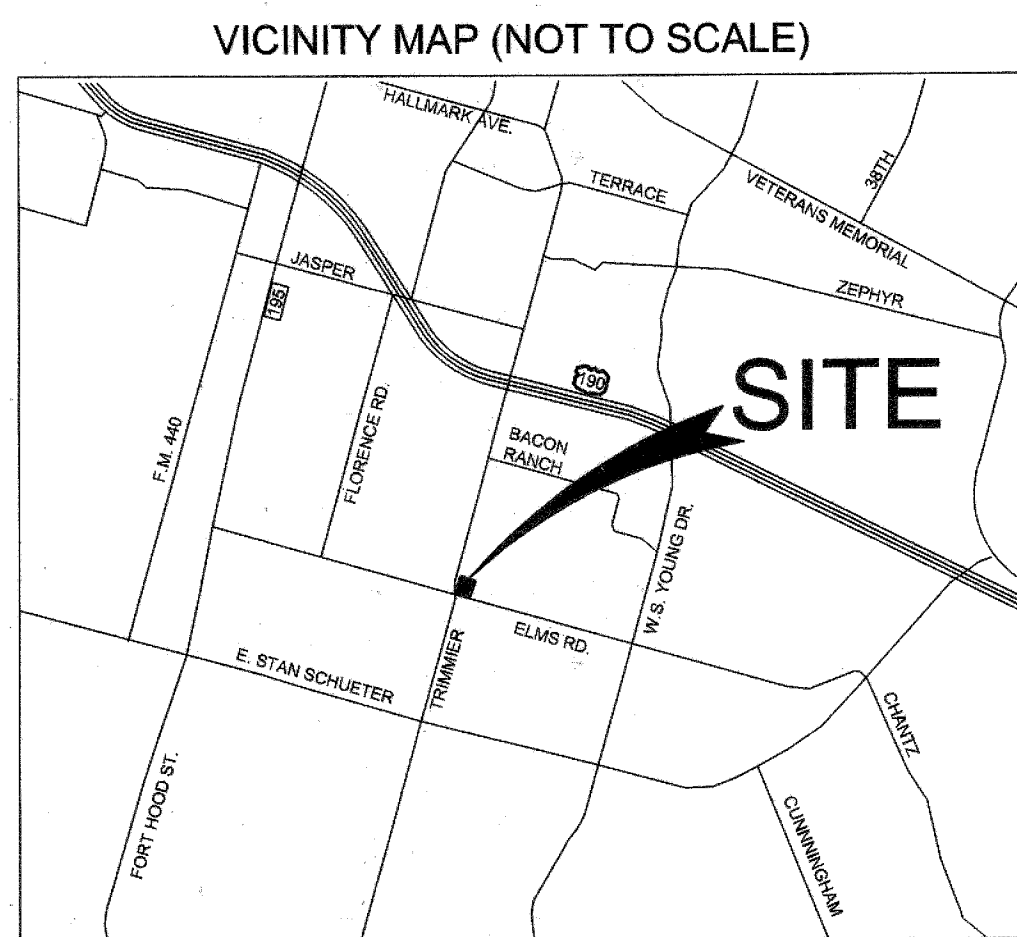 VICINITY MAP (NOT TO SCALE)
HALLMARK AVE.
TERRACE
VETERANS MEMORIAL
38TH
JASPER
195
ZEPHYR
190
SITE
F.M. 440
FLORENCE RD.
BACON
RANCH
W.S. YOUNG DR.
ELMS RD.
TRIMMIER
E. STAN SCHUETER
CHANTZ
FORT HOOD ST.
CUNNNINGHAM